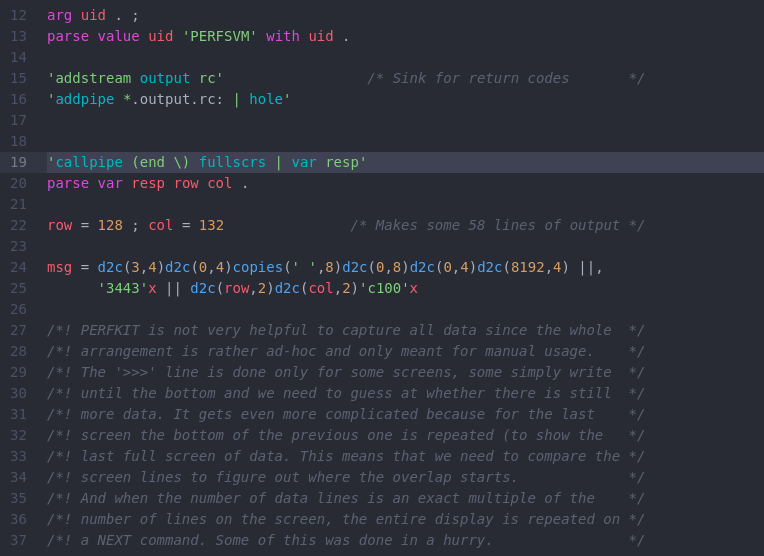 12 arg uid . ;
13 parse value uid 'PERFSVM' with uid .
14
15 'addstream output rc' /* Sink for return codes */
16 'addpipe *.output.rc: | hole'
17
18
19 'callpipe (end \) fullscrs | var resp'
20 parse var resp row col .
21
22 row = 128 ; col = 132 /* Makes some 58 lines of output */
23
24 msg = d2c(3,4)d2c(0,4)copies(' ',8)d2c(0,8)d2c(0,4)d2c(8192,4) ||,
25 '3443'x || d2c(row,2)d2c(col,2)'c100'x
26
27 /*! PERFKIT is not very helpful to capture all data since the whole */
28 /*! arrangement is rather ad-hoc and only meant for manual usage. */
29 /*! The '>>>' line is done only for some screens, some simply write */
30 /*! until the bottom and we need to guess at whether there is still */
31 /*! more data. It gets even more complicated because for the last */
32 /*! screen the bottom of the previous one is repeated (to show the */
33 /*! last full screen of data. This means that we need to compare the */
34 /*! screen lines to figure out where the overlap starts. */
35 /*! And when the number of data lines is an exact multiple of the */
36 /*! number of lines on the screen, the entire display is repeated on */
37 /*! a NEXT command. Some of this was done in a hurry. */